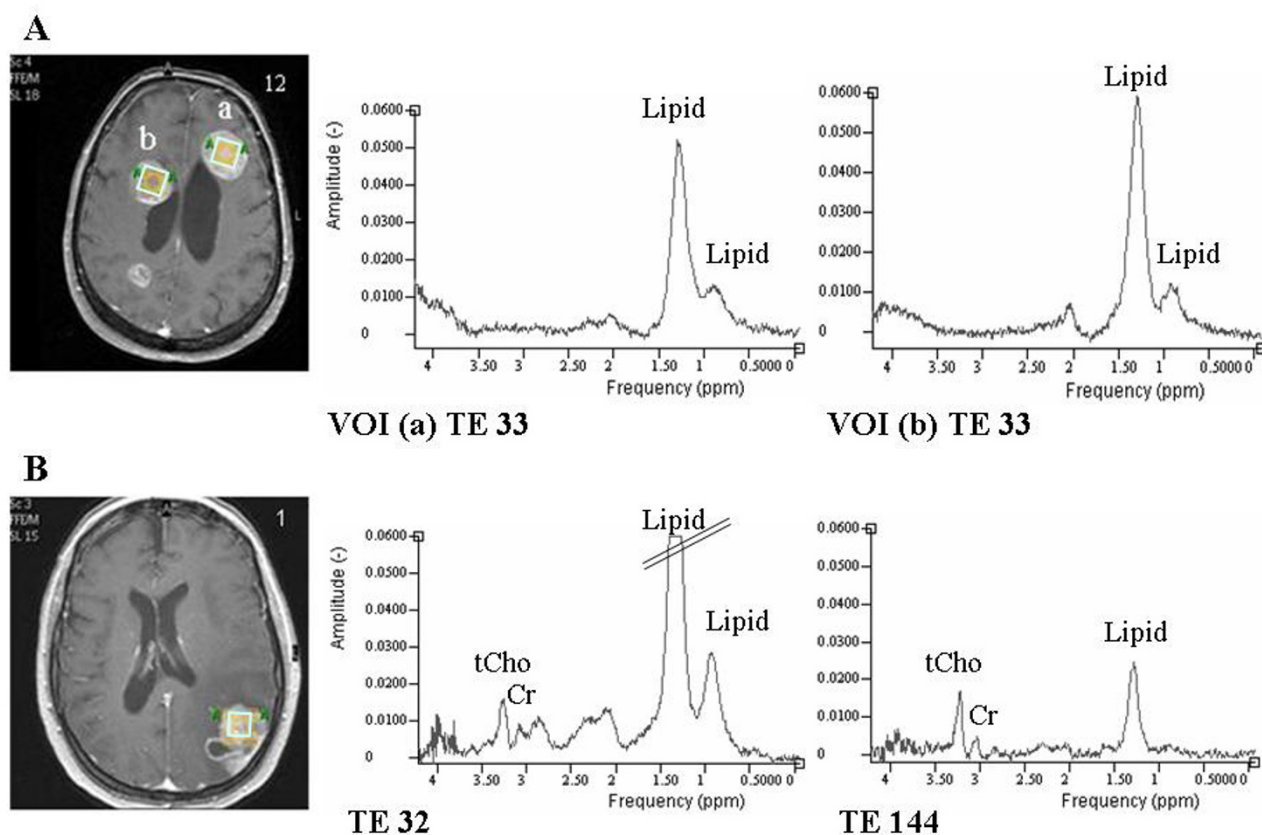 A
Sc 4
FFE/M
SL 18
A
12
a
b
A
A
R
A
L
Amplitude (-)
0.0600
0.0500
0.0400
0.0300
0.0200
0.0100
0
Lipid
Lipid
4 3.50 3 2.50 2 1.50 1 0.5000 0
Frequency (ppm)
VOI (a) TE 33
0.0600
0.0500
0.0400
0.0300
0.0200
0.0100
0
Lipid
Lipid
4 3.50 3 2.50 2 1.50 1 0.5000 0
Frequency (ppm)
VOI (b) TE 33
B
Sc 3
FFE/M
SL 15
A
1
Amplitude (-)
0.0600
0.0500
0.0400
0.0300
0.0200
0.0100
0
Lipid
Lipid
tCho
Cr
4 3.50 3 2.50 2 1.50 1 0.5000 0
Frequency (ppm)
TE 32
0.0600
0.0500
0.0400
0.0300
0.0200
0.0100
0
Lipid
tCho
Cr
4 3.50 3 2.50 2 1.50 1 0.5000 0
Frequency (ppm)
TE 144